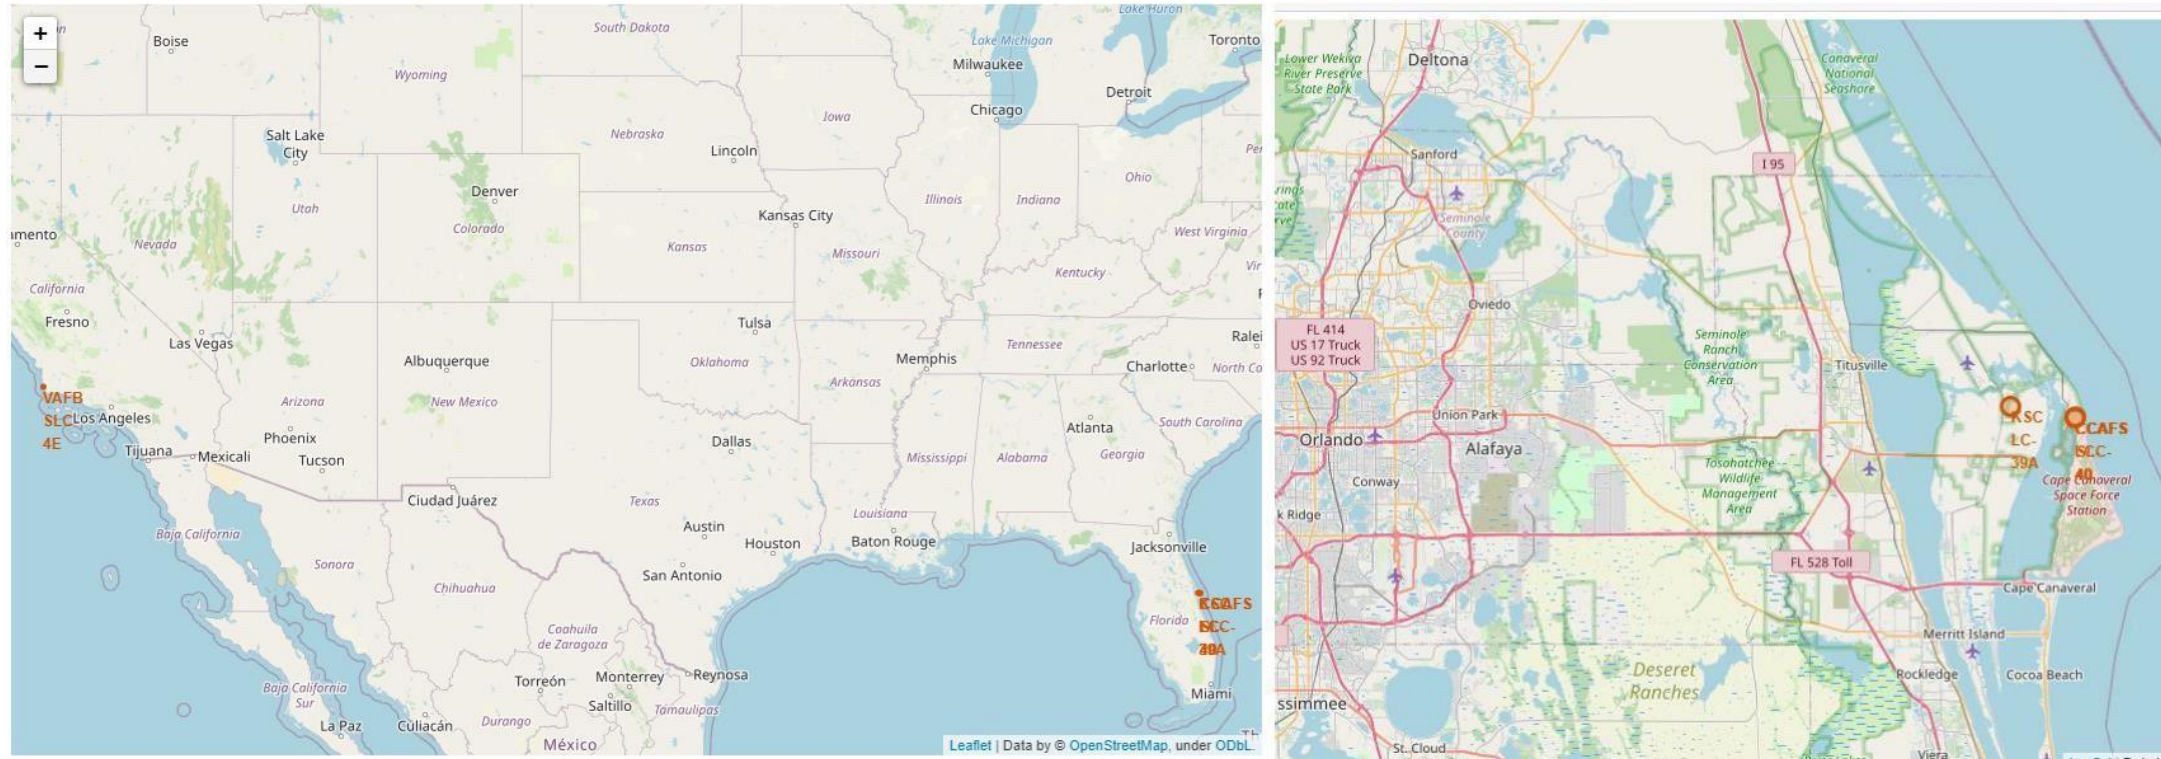 +
−
Boise
South Dakota
Lake Huron
Toronto
Wyoming
Lake Michigan
Milwaukee
Detroit
Chicago
Salt Lake
City
Nebraska
Iowa
Lincoln
Denver
Utah
Colorado
Ohio
Illinois
Indiana
Kansas City
Nevada
Kansas
Missouri
West Virginia
California
Kentucky
Fresno
Las Vegas
Tulsa
Albuquerque
Oklahoma
Memphis
Tennessee
Charlotte
North Ca
Arkansas
VAFB
SLC-
4E
Los Angeles
Arizona
New Mexico
Phoenix
Tucson
Tijuana
Mexicali
Dallas
Atlanta
South Carolina
Mississippi
Alabama
Georgia
Ciudad Juárez
Texas
Louisiana
Austin
Houston
Baton Rouge
Jacksonville
Baja California
Sonora
Chihuahua
San Antonio
Florida
Coahuila
de Zaragoza
Torreón
Monterrey
Reynosa
Saltillo
Tamaulipas
Miami
Baja California
Sur
La Paz
Culiacán
Durango
México
Leaflet | Data by © OpenStreetMap, under ODbL.
Lower Wekiva
River Preserve
State Park
Deltona
Canaveral
National
Seashore
Sanford
I 95
Seminole
County
Oviedo
FL 414
US 17 Truck
US 92 Truck
Seminole
Ranch
Conservation
Area
Titusville
Union Park
Orlando
Alafaya
KSC
LC-
39A
CCAFS
40
Tosohatchee
Wildlife
Management
Area
Conway
k Ridge
Cape Canaveral
Space Force
Station
FL 528 Toll
Cape Canaveral
Merritt Island
Deseret
Ranches
Rockledge
Cocoa Beach
ssimmee
St. Cloud
Viera